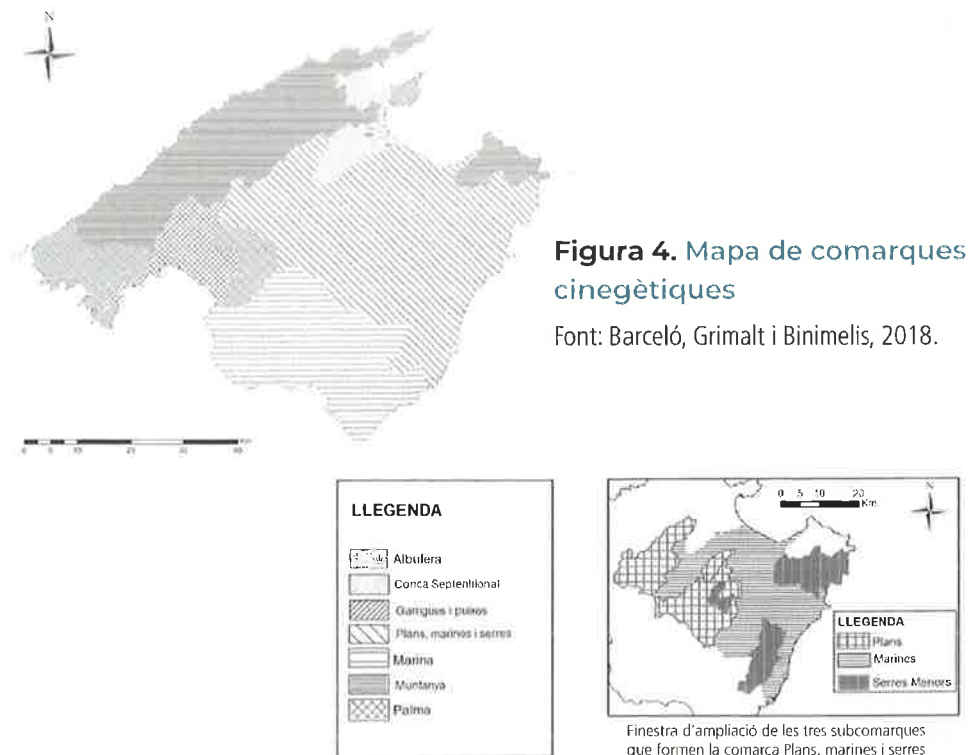 N
Figura 4. Mapa de comarques
cinegètiques
Font: Barceló, Grimalt i Binimelis, 2018.
Km
LLEGENDA
Albufera
Conca Septentrional
Garrigues i puixes
Plans, marines i serres
Marina
Muntanya
Palma
0 5 10 20
Km
N
LLEGENDA
Plans
Marines
Serres Menors
Finestra d'ampliació de les tres subcomarques
que formen la comarca Plans, marines i serres